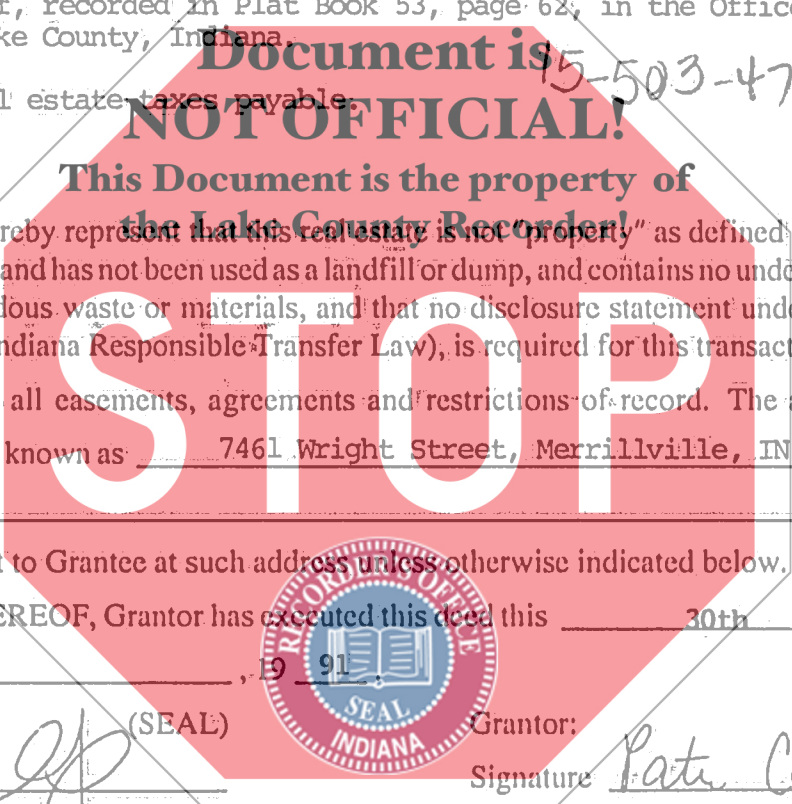 f, recorded in Plat Book 53, page 62, in the Offic
ke County, Indiana.
Document is
15-503-47
l estate taxes payable.
NOT OFFICIAL!
This Document is the property of
the Lake County Recorder!
reby represent that this real estate is not "property" as defined
and has not been used as a landfill or dump, and contains no unde
dous waste or materials, and that no disclosure statement unde
ndiana Responsible Transfer Law), is required for this transact
STOP
all easements, agreements and restrictions of record. The a
known as 7461 Wright Street, Merrillville, IN
t to Grantee at such address unless otherwise indicated below.
EREOF, Grantor has executed this deed this 30th
, 19 91 .
RECORDER'S OFFICE
SEAL
INDIANA
(SEAL)
Grantor:
Signature